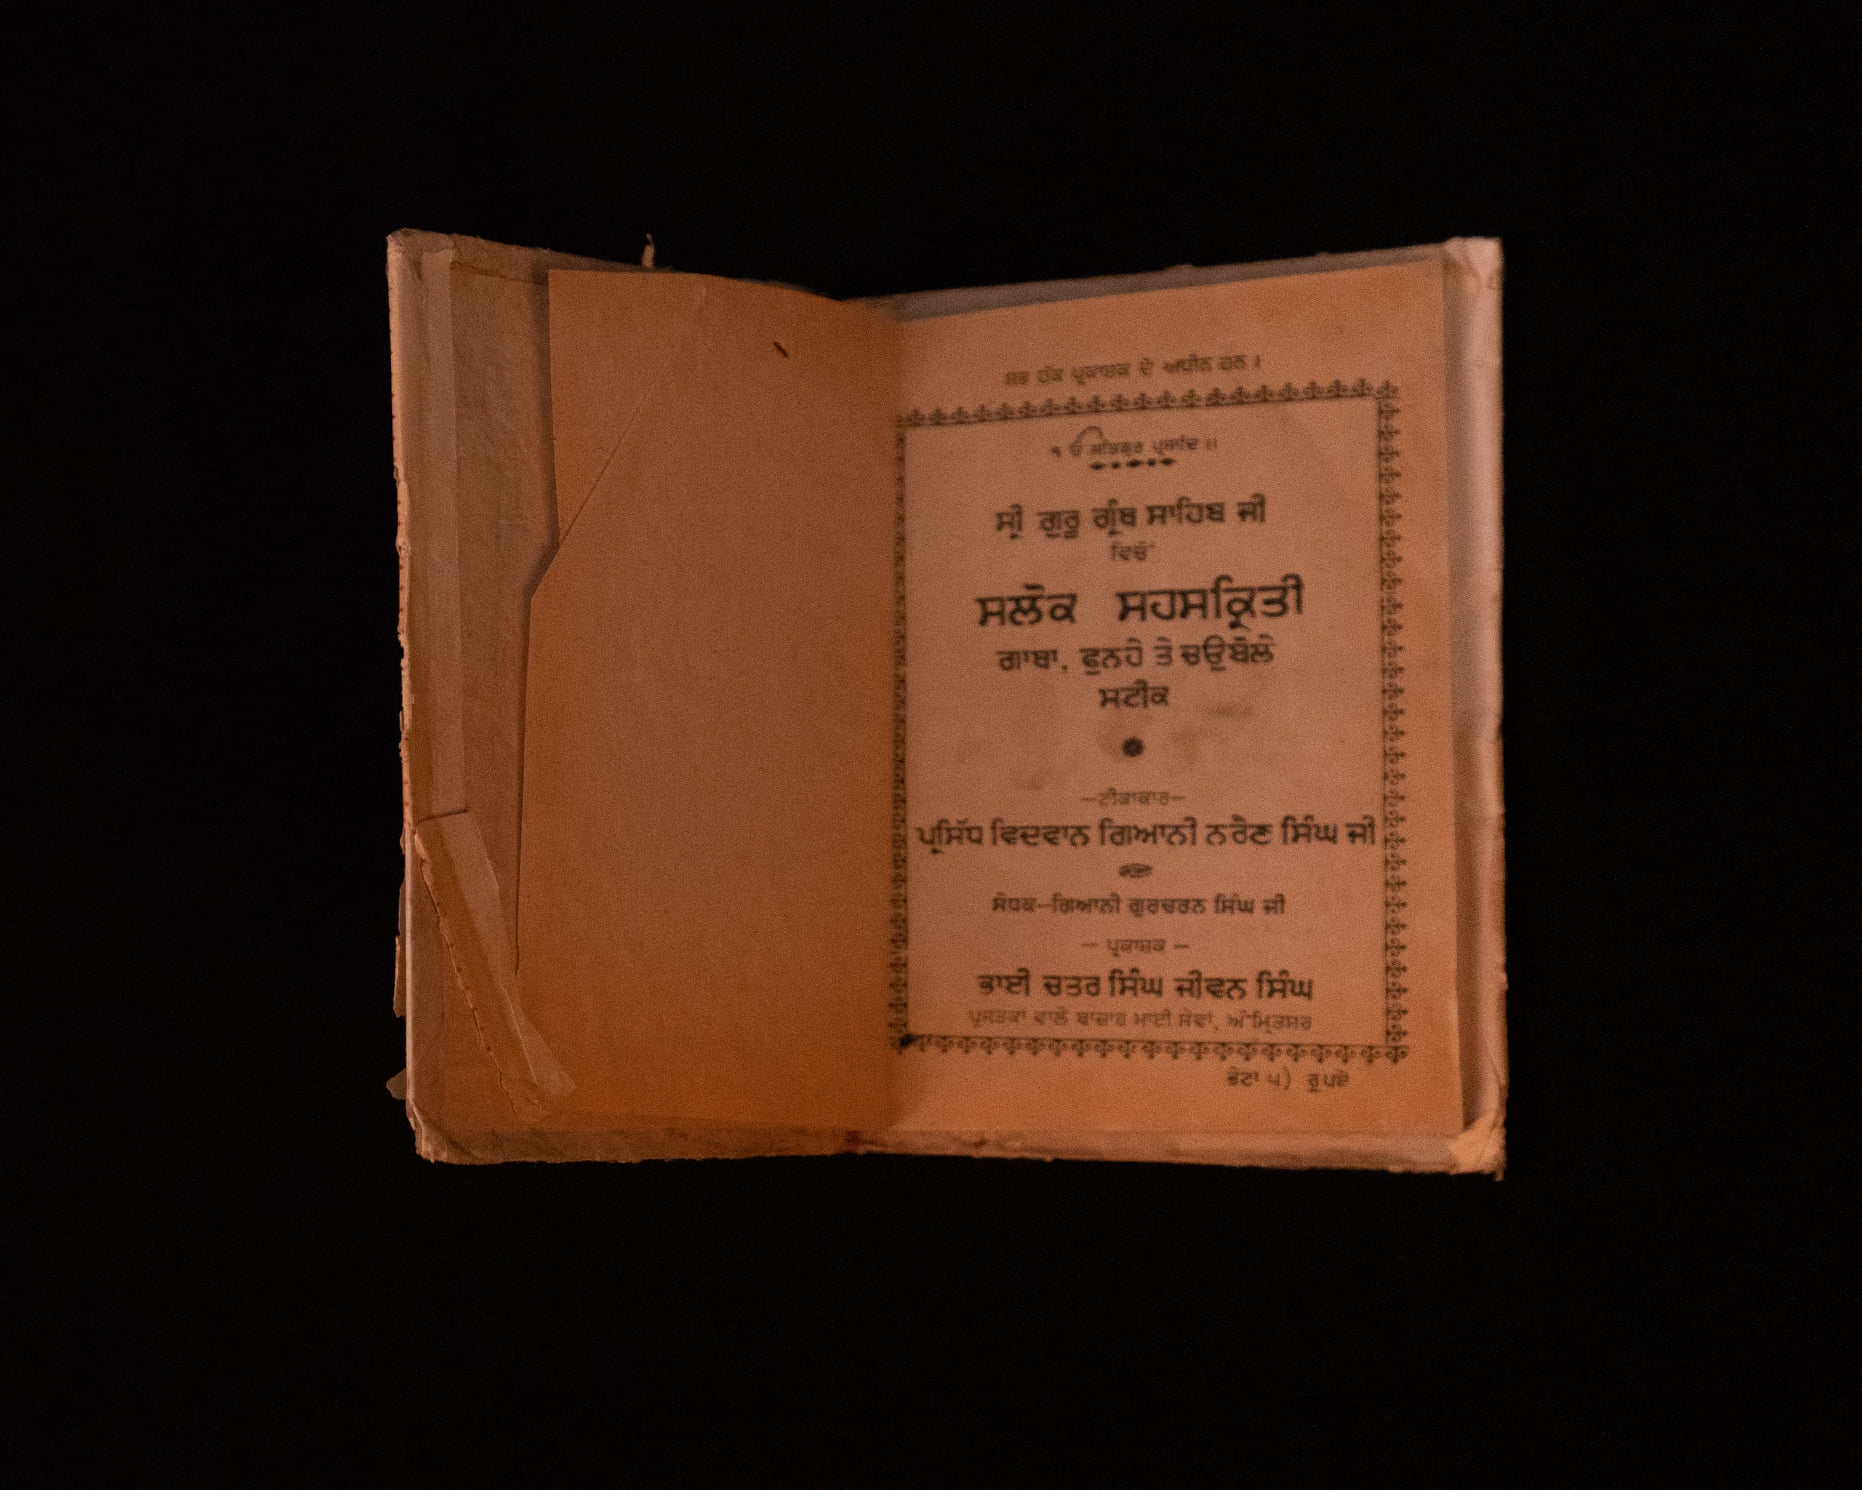 ਸਭ ਹੱਕ ਪ੍ਰਕਾਸ਼ਕ ਦੇ ਅਧੀਨ ਹਨ ।
੧ ਓ ਸਤਿਗੁਰ ਪ੍ਰਸਾਦਿ ॥
ਸ੍ਰੀ ਗੁਰੂ ਗ੍ਰੰਥ ਸਾਹਿਬ ਜੀ
ਵਿਚੋਂ
ਸਲੋਕ ਸਹਸਕ੍ਰਿਤੀ
ਗਾਥਾ, ਫੁਨਹੇ ਤੇ ਚਉਬੋਲੇ
ਸਟੀਕ
—ਟੀਕਾਕਾਰ—
ਪ੍ਰਸਿੱਧ ਵਿਦਵਾਨ ਗਿਆਨੀ ਨਰੈਣ ਸਿੰਘ ਜੀ
ਸੋਧਕ—ਗਿਆਨੀ ਗੁਰਚਰਨ ਸਿੰਘ ਜੀ
— ਪ੍ਰਕਾਸ਼ਕ —
ਭਾਈ ਚਤਰ ਸਿੰਘ ਜੀਵਨ ਸਿੰਘ
ਪੁਸਤਕਾਂ ਵਾਲੇ ਬਾਜ਼ਾਰ ਮਾਈ ਸੇਵਾਂ, ਅੰਮ੍ਰਿਤਸਰ
ਭੇਟਾ ੫) ਰੂਪਏ